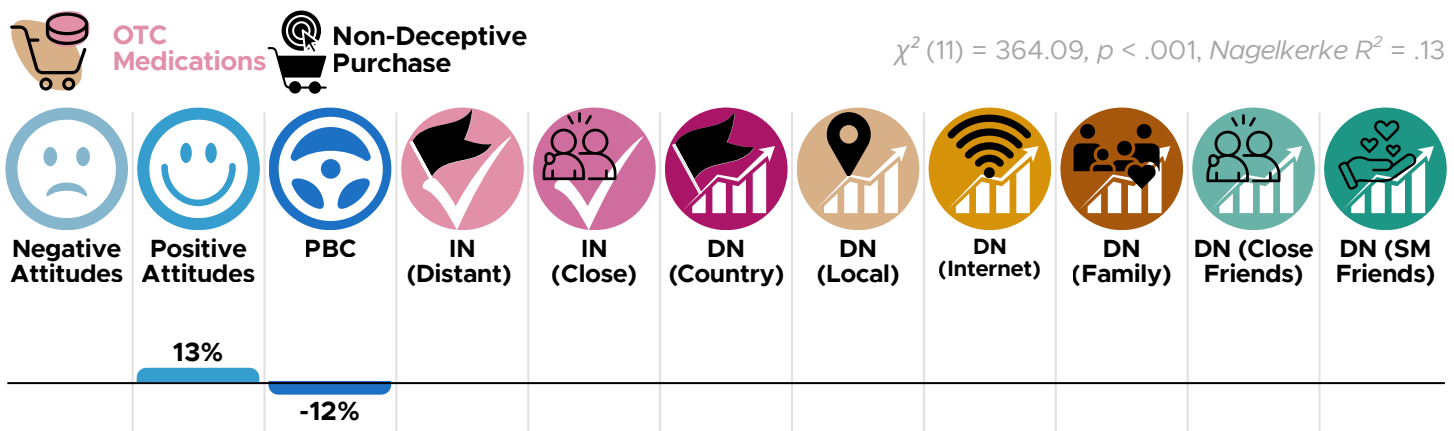 OTC
Medications
Non-Deceptive
Purchase
χ² (11) = 364.09, p < .001, Nagelkerke R² = .13
Negative
Attitudes
Positive
Attitudes
PBC
IN
(Distant)
IN
(Close)
DN
(Country)
DN
(Local)
DN
(Internet)
DN
(Family)
DN (Close
Friends)
DN (SM
Friends)
13%
-12%